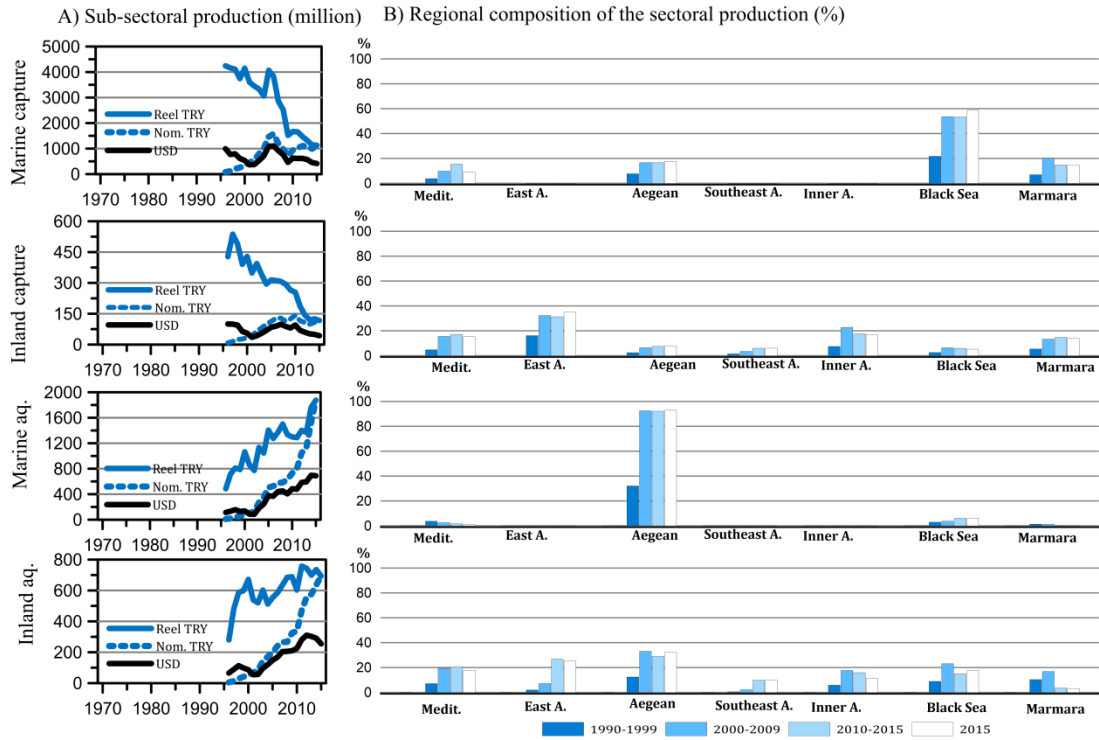 A) Sub-sectoral production (million)
B) Regional composition of the sectoral production (%)
Marine capture
5000
4000
3000
2000
1000
0
Reel TRY
Nom. TRY
USD
1970 1980 1990 2000 2010
%
100
80
60
40
20
0
Medit. East A. Aegean Southeast A. Inner A. Black Sea Marmara
Inland capture
600
450
300
150
0
Reel TRY
Nom. TRY
USD
1970 1980 1990 2000 2010
%
100
80
60
40
20
0
Medit. East A. Aegean Southeast A. Inner A. Black Sea Marmara
Marine aq.
2000
1600
1200
800
400
0
Reel TRY
Nom. TRY
USD
1970 1980 1990 2000 2010
%
100
80
60
40
20
0
Medit. East A. Aegean Southeast A. Inner A. Black Sea Marmara
Inland aq.
800
600
400
200
0
Reel TRY
Nom. TRY
USD
1970 1980 1990 2000 2010
%
100
80
60
40
20
0
Medit. East A. Aegean Southeast A. Inner A. Black Sea Marmara
1990-1999 2000-2009 2010-2015 2015